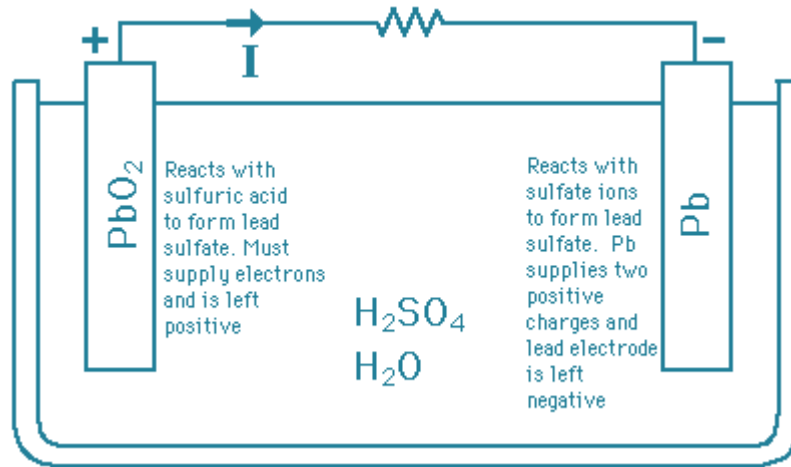 +
I
-
PbO2
Reacts with
sulfuric acid
to form lead
sulfate. Must
supply electrons
and is left
positive
H2SO4
H2O
Reacts with
sulfate ions
to form lead
sulfate. Pb
supplies two
positive
charges and
lead electrode
is left
negative
Pb